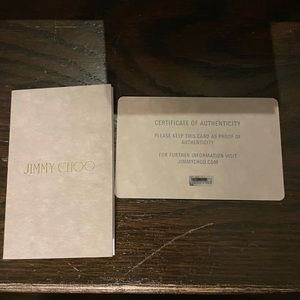 JIMMY CHOO
CERTIFICATE OF AUTHENTICITY
PLEASE KEEP THIS CARD AS PROOF OF
AUTHENTICITY
FOR FURTHER INFORMATION VISIT
JIMMYCHOO.COM